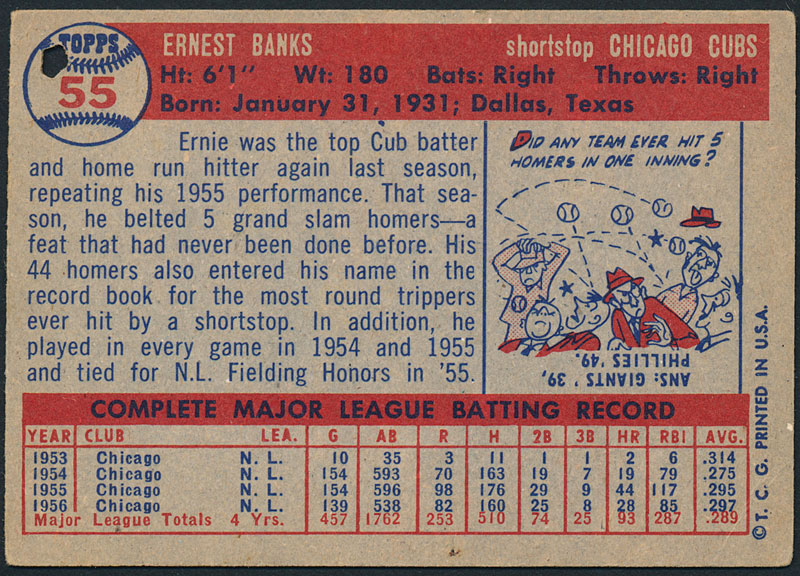 TOPPS
55
ERNEST BANKS shortstop CHICAGO CUBS
Ht: 6'1" Wt: 180 Bats: Right Throws: Right
Born: January 31, 1931; Dallas, Texas
Ernie was the top Cub batter
and home run hitter again last season,
repeating his 1955 performance. That sea-
son, he belted 5 grand slam homers—a
feat that had never been done before. His
44 homers also entered his name in the
record book for the most round trippers
ever hit by a shortstop. In addition, he
played in every game in 1954 and 1955
and tied for N.L. Fielding Honors in '55.
DID ANY TEAM EVER HIT 5
HOMERS IN ONE INNING?
ANS: GIANTS '39,
PHILLIES '49.
COMPLETE MAJOR LEAGUE BATTING RECORD
YEAR CLUB LEA. G AB R H 2B 3B HR RBI AVG.
1953 Chicago N. L. 10 35 3 11 1 1 2 6 .314
1954 Chicago N. L. 154 593 70 163 19 7 19 79 .275
1955 Chicago N. L. 154 596 98 176 29 9 44 117 .295
1956 Chicago N. L. 139 538 82 160 25 8 28 85 .297
Major League Totals 4 Yrs. 457 1762 253 510 74 25 93 287 .289
© T. C. G. PRINTED IN U.S.A.